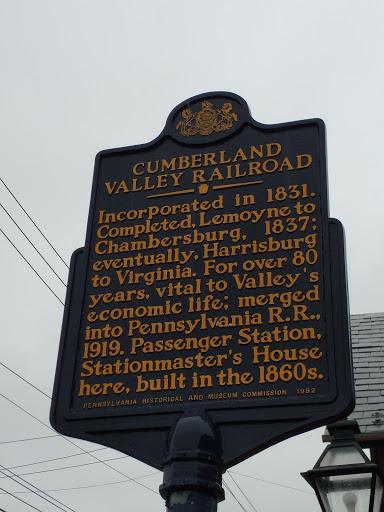 CUMBERLAND
VALLEY RAILROAD
Incorporated in 1831.
Completed, Lemoyne to
Chambersburg, 1837;
eventually, Harrisburg
to Virginia. For over 80
years, vital to Valley's
economic life; merged
into Pennsylvania R.R.,
1919. Passenger Station,
Stationmaster's House
here, built in the 1860s.
PENNSYLVANIA HISTORICAL AND MUSEUM COMMISSION 1982